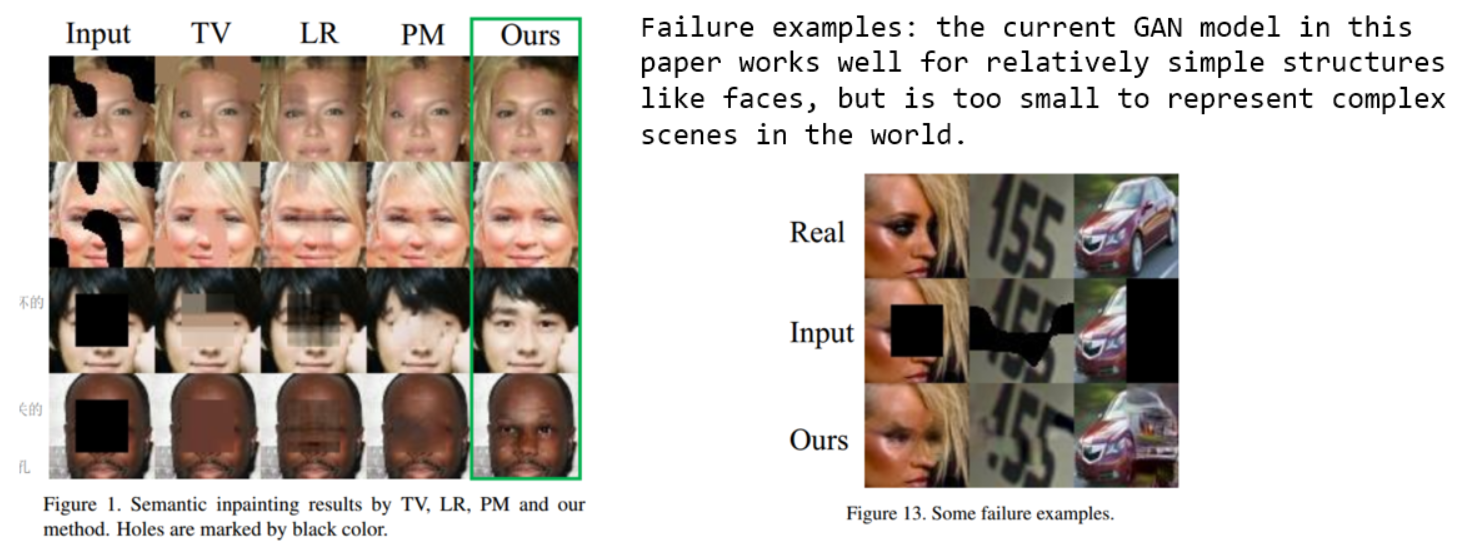 Input TV LR PM Ours
不的
的
Figure 1. Semantic inpainting results by TV, LR, PM and our
method. Holes are marked by black color.
Failure examples: the current GAN model in this
paper works well for relatively simple structures
like faces, but is too small to represent complex
scenes in the world.
Real
155
Input
Ours
155
Figure 13. Some failure examples.